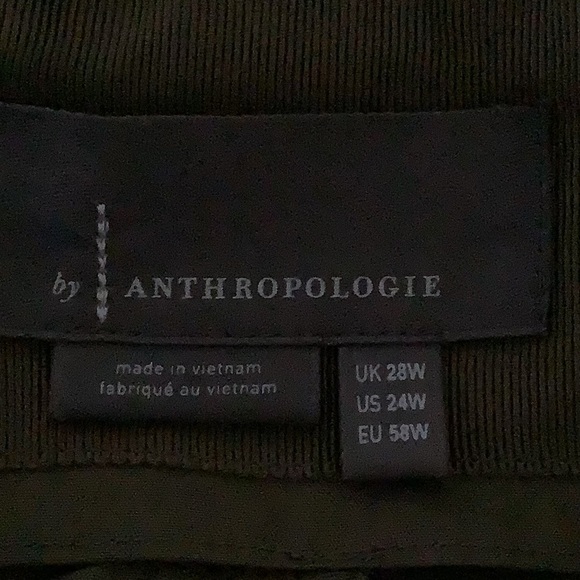 by ANTHROPOLOGIE
made in vietnam
fabriqué au vietnam
UK 28W
US 24W
EU 58W